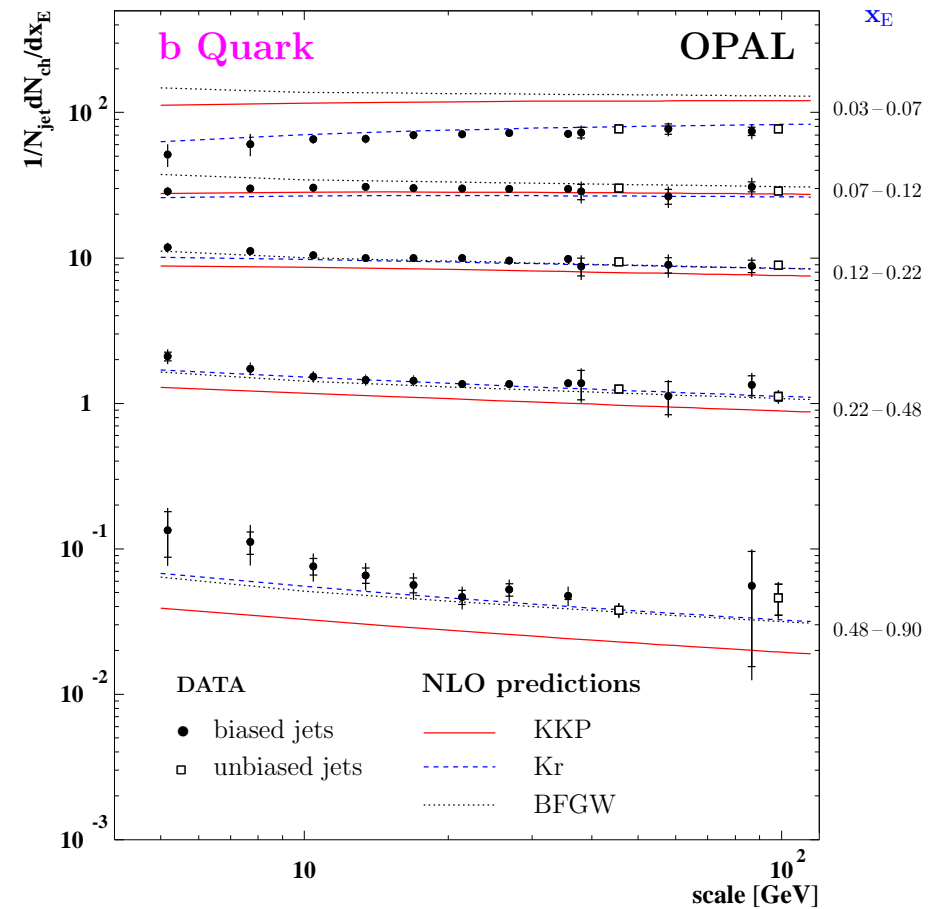 x_E
b Quark OPAL
1/N_jet dN_ch/dx_E
10^2
10
1
10^-1
10^-2
10^-3
0.03−0.07
0.07−0.12
0.12−0.22
0.22−0.48
0.48−0.90
DATA
biased jets
unbiased jets
NLO predictions
KKP
Kr
BFGW
10 10^2
scale [GeV]